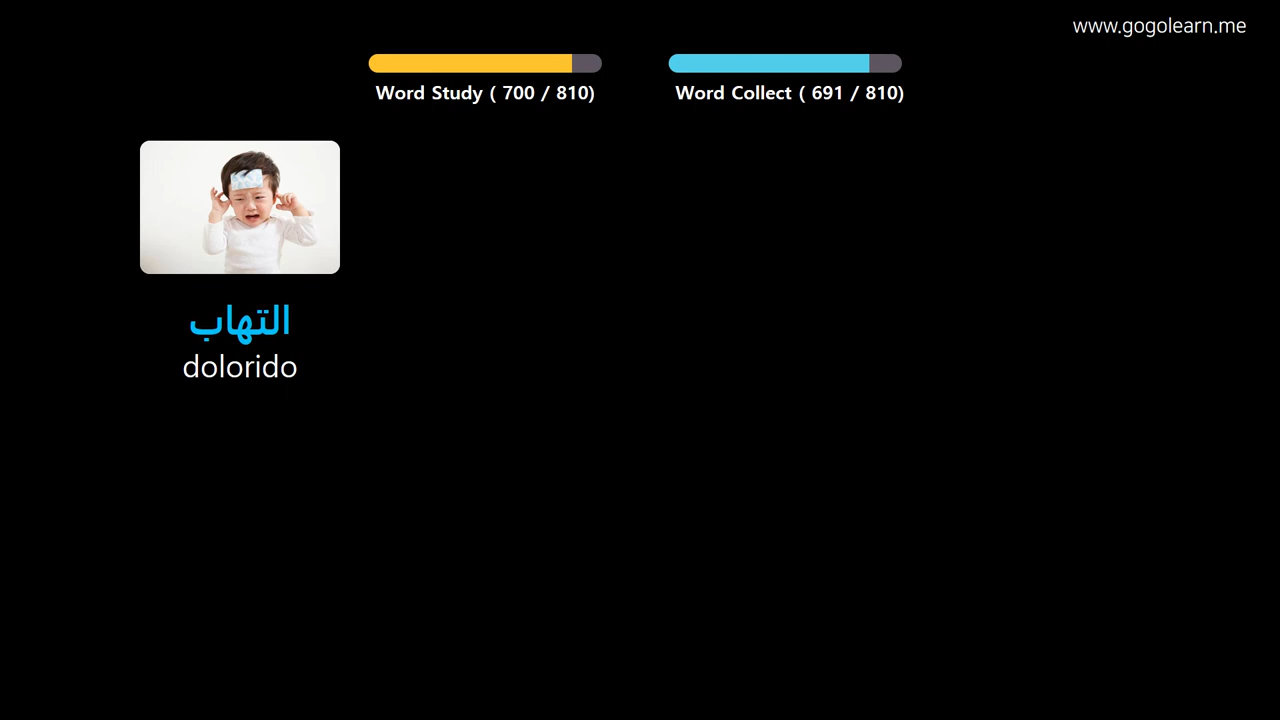 www.gogolearn.me
Word Study ( 700 / 810)
Word Collect ( 691 / 810)
التهاب
dolorido